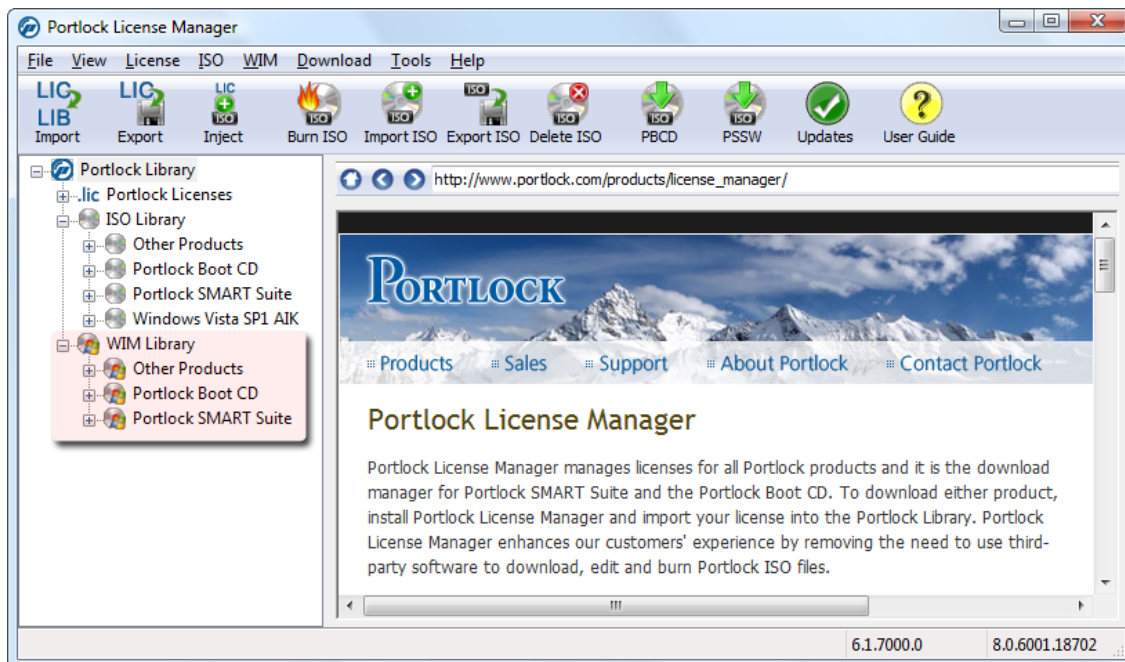 Portlock License Manager
File View License ISO WIM Download Tools Help
LIC LIB LIC LIC ISO ISO ISO ISO ISO ISO ISO
Import Export Inject Burn ISO Import ISO Export ISO Delete ISO PBCD PSSW Updates User Guide
Portlock Library
.lic Portlock Licenses
ISO Library
Other Products
Portlock Boot CD
Portlock SMART Suite
Windows Vista SP1 AIK
WIM Library
Other Products
Portlock Boot CD
Portlock SMART Suite
http://www.portlock.com/products/license_manager/
PORTLOCK
Products Sales Support About Portlock Contact Portlock
Portlock License Manager
Portlock License Manager manages licenses for all Portlock products and it is the download
manager for Portlock SMART Suite and the Portlock Boot CD. To download either product,
install Portlock License Manager and import your license into the Portlock Library. Portlock
License Manager enhances our customers' experience by removing the need to use third-
party software to download, edit and burn Portlock ISO files.
6.1.7000.0 8.0.6001.18702